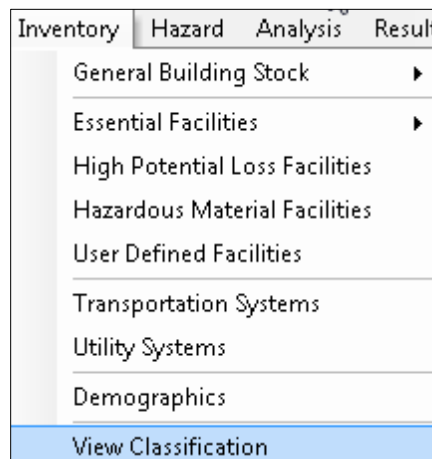 Inventory Hazard Analysis Result
General Building Stock
Essential Facilities
High Potential Loss Facilities
Hazardous Material Facilities
User Defined Facilities
Transportation Systems
Utility Systems
Demographics
View Classification